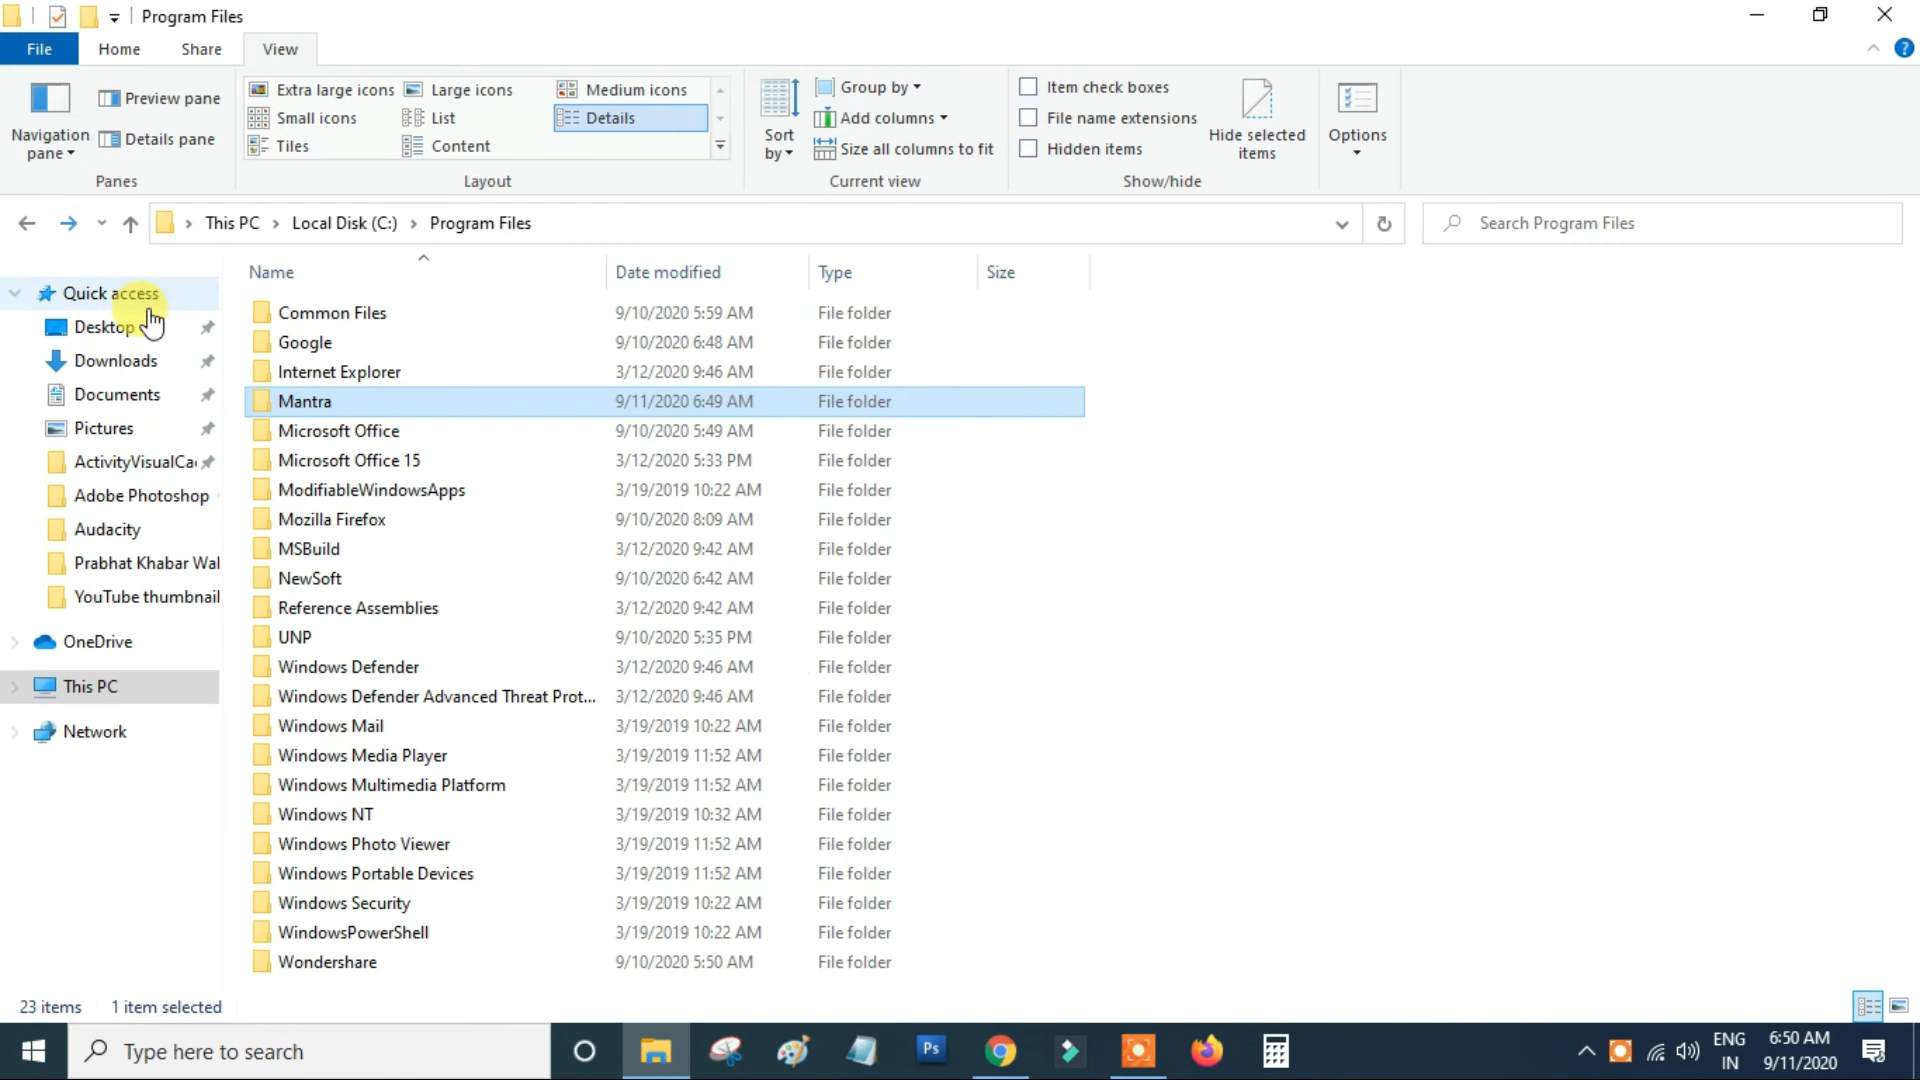 Program Files
File Home Share View
Navigation pane
Preview pane
Details pane
Panes
Extra large icons Large icons Medium icons
Small icons List Details
Tiles Content
Layout
Sort by
Group by
Add columns
Size all columns to fit
Current view
Item check boxes
File name extensions
Hidden items
Hide selected items
Show/hide
Options
This PC › Local Disk (C:) › Program Files
Search Program Files
Quick access
Desktop
Downloads
Documents
Pictures
ActivityVisualCa
Adobe Photoshop
Audacity
Prabhat Khabar Wal
YouTube thumbnail
OneDrive
This PC
Network
Name Date modified Type Size
Common Files 9/10/2020 5:59 AM File folder
Google 9/10/2020 6:48 AM File folder
Internet Explorer 3/12/2020 9:46 AM File folder
Mantra 9/11/2020 6:49 AM File folder
Microsoft Office 9/10/2020 5:49 AM File folder
Microsoft Office 15 3/12/2020 5:33 PM File folder
ModifiableWindowsApps 3/19/2019 10:22 AM File folder
Mozilla Firefox 9/10/2020 8:09 AM File folder
MSBuild 3/12/2020 9:42 AM File folder
NewSoft 9/10/2020 6:42 AM File folder
Reference Assemblies 3/12/2020 9:42 AM File folder
UNP 9/10/2020 5:35 PM File folder
Windows Defender 3/12/2020 9:46 AM File folder
Windows Defender Advanced Threat Prot... 3/12/2020 9:46 AM File folder
Windows Mail 3/19/2019 10:22 AM File folder
Windows Media Player 3/19/2019 11:52 AM File folder
Windows Multimedia Platform 3/19/2019 11:52 AM File folder
Windows NT 3/19/2019 10:32 AM File folder
Windows Photo Viewer 3/19/2019 11:52 AM File folder
Windows Portable Devices 3/19/2019 11:52 AM File folder
Windows Security 3/19/2019 10:22 AM File folder
WindowsPowerShell 3/19/2019 10:22 AM File folder
Wondershare 9/10/2020 5:50 AM File folder
23 items 1 item selected
Type here to search
Ps
ENG
IN
6:50 AM
9/11/2020